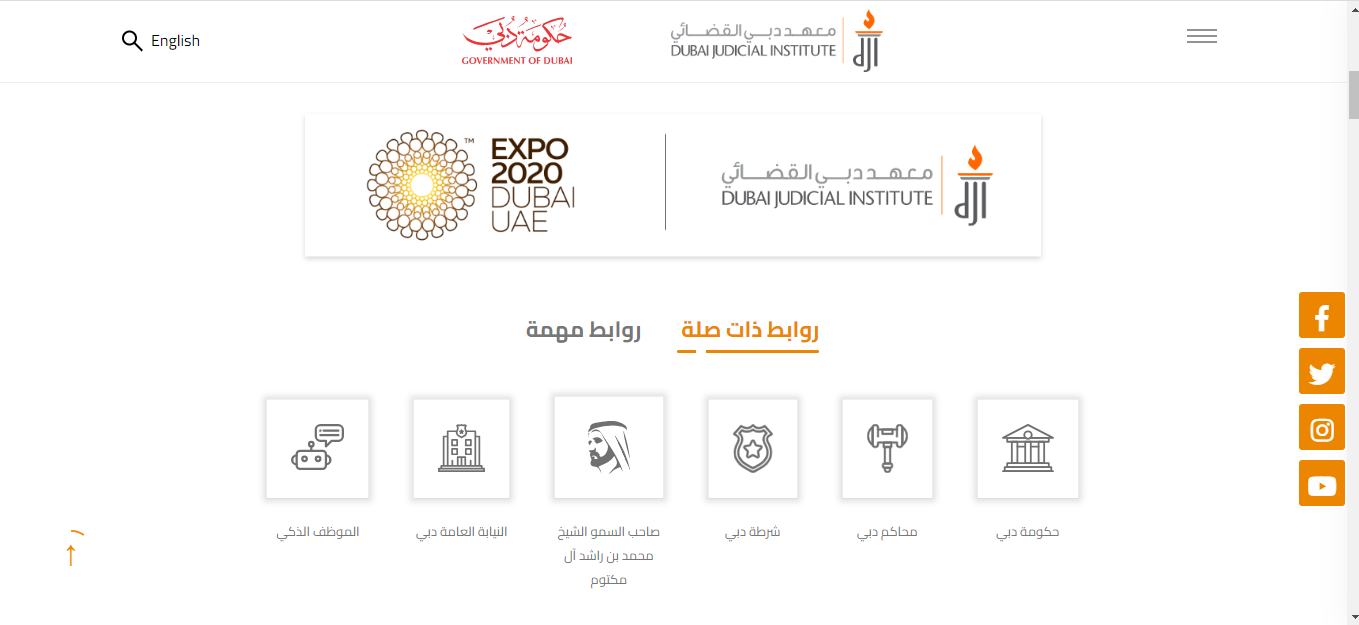 English
حكومة دبي
GOVERNMENT OF DUBAI
معهد دبي القضائي
DUBAI JUDICIAL INSTITUTE
EXPO
2020
DUBAI
UAE
TM
معهد دبي القضائي
DUBAI JUDICIAL INSTITUTE
روابط ذات صلة
روابط مهمة
حكومة دبي
محاكم دبي
شرطة دبي
صاحب السمو الشيخ
محمد بن راشد آل
مكتوم
النيابة العامة دبي
الموظف الذكي